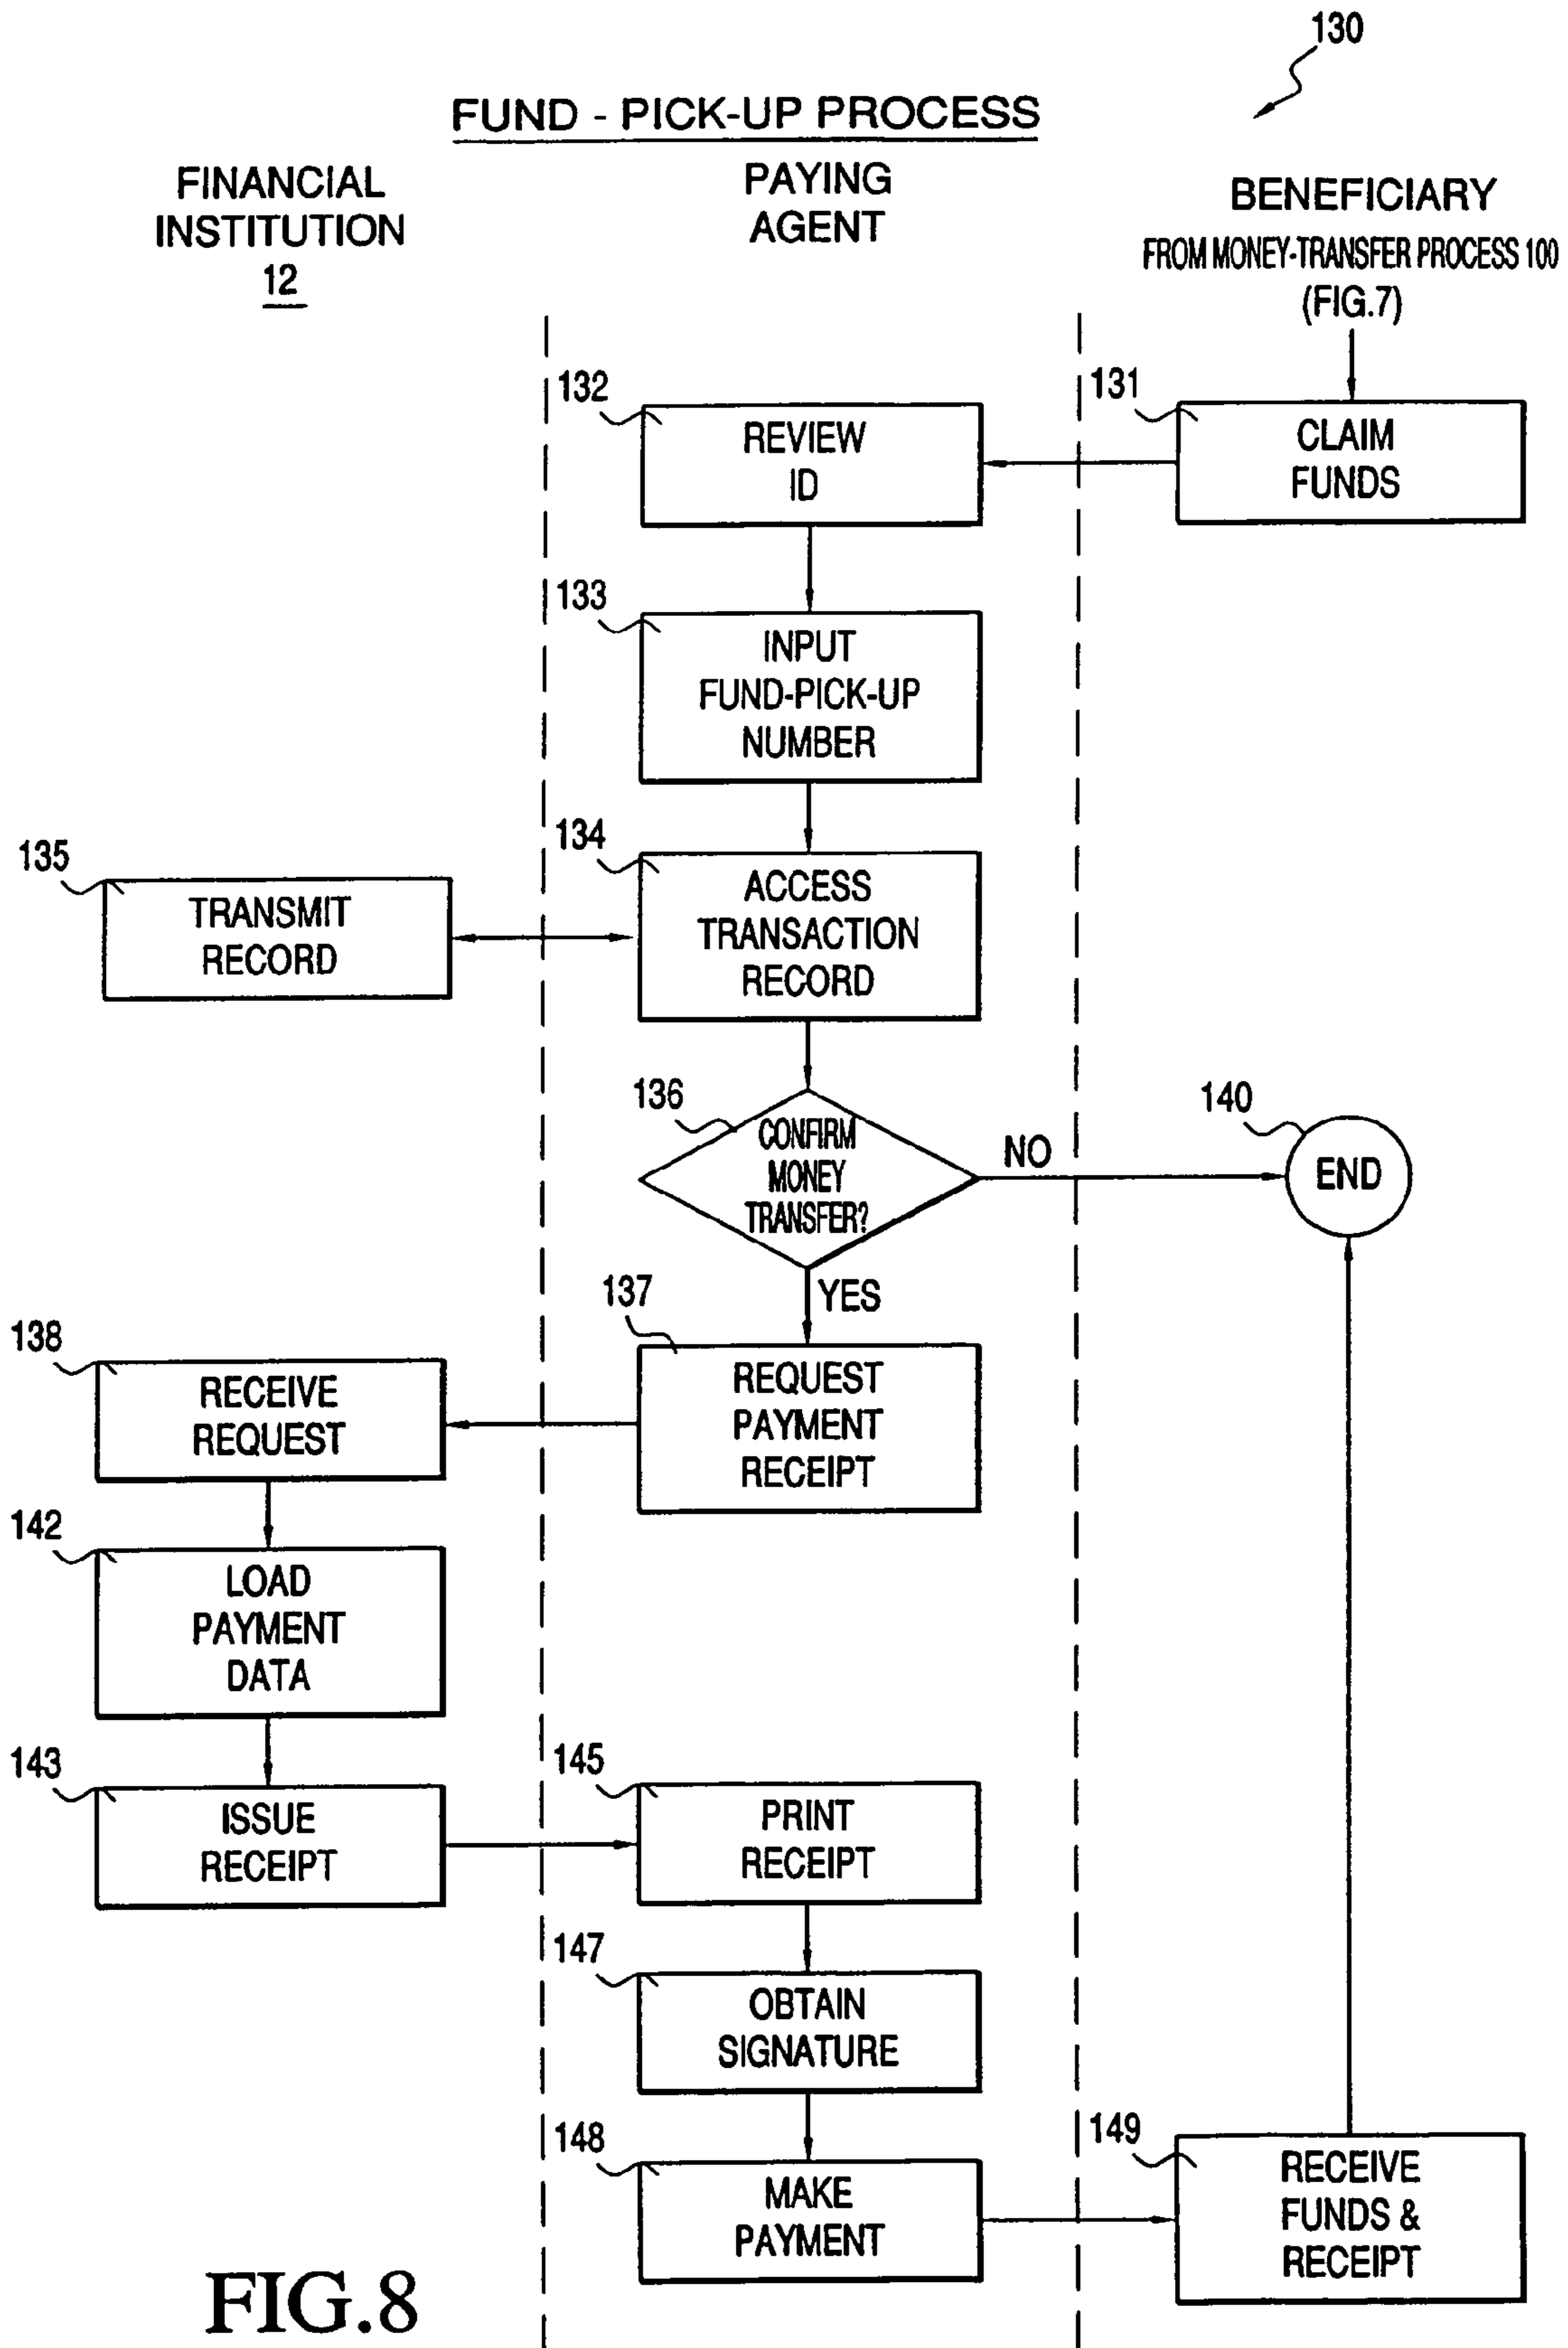 130
FUND - PICK-UP PROCESS
FINANCIAL
INSTITUTION
12
PAYING
AGENT
BENEFICIARY
FROM MONEY-TRANSFER PROCESS 100
(FIG.7)
132
REVIEW
ID
131
CLAIM
FUNDS
133
INPUT
FUND-PICK-UP
NUMBER
135
TRANSMIT
RECORD
134
ACCESS
TRANSACTION
RECORD
136
CONFIRM
MONEY
TRANSFER?
NO
140
END
YES
137
REQUEST
PAYMENT
RECEIPT
138
RECEIVE
REQUEST
142
LOAD
PAYMENT
DATA
143
ISSUE
RECEIPT
145
PRINT
RECEIPT
147
OBTAIN
SIGNATURE
148
MAKE
PAYMENT
149
RECEIVE
FUNDS &
RECEIPT
FIG.8